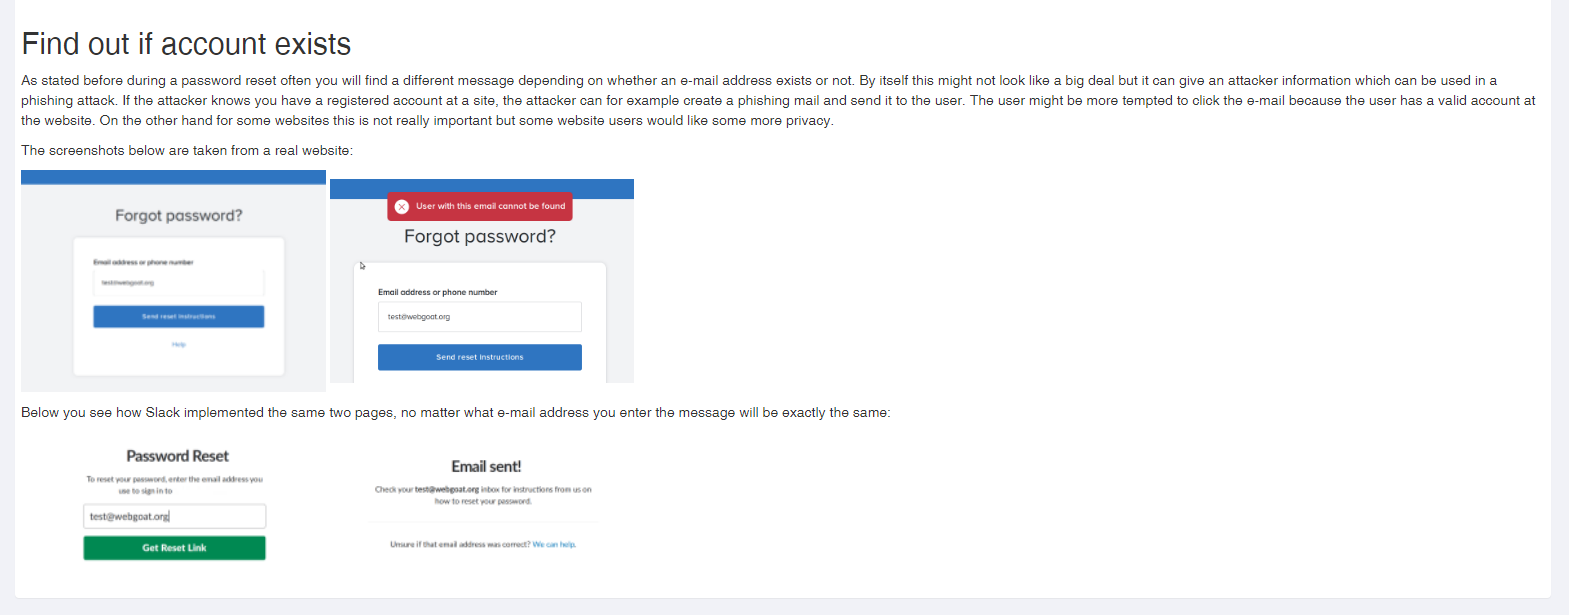 Find out if account exists
As stated before during a password reset often you will find a different message depending on whether an e-mail address exists or not. By itself this might not look like a big deal but it can give an attacker information which can be used in a
phishing attack. If the attacker knows you have a registered account at a site, the attacker can for example create a phishing mail and send it to the user. The user might be more tempted to click the e-mail because the user has a valid account at
the website. On the other hand for some websites this is not really important but some website users would like some more privacy.
The screenshots below are taken from a real website:
Forgot password?
Email address or phone number
test@webgoat.org
Send reset instructions
Help
User with this email cannot be found
Forgot password?
Email address or phone number
test@webgoat.org
Send reset instructions
Below you see how Slack implemented the same two pages, no matter what e-mail address you enter the message will be exactly the same:
Password Reset
To reset your password, enter the email address you
use to sign in to
test@webgoat.org
Get Reset Link
Email sent!
Check your test@webgoat.org inbox for instructions from us on
how to reset your password.
Unsure if that email address was correct? We can help.